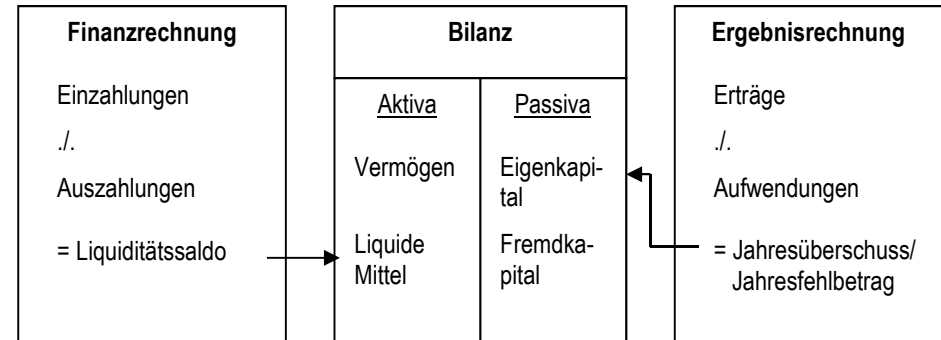 Finanzrechnung
Einzahlungen
./.
Auszahlungen
= Liquiditätssaldo
Bilanz
Aktiva
Vermögen
Liquide
Mittel
Passiva
Eigenkapi-
tal
Fremdka-
pital
Ergebnisrechnung
Erträge
./.
Aufwendungen
= Jahresüberschuss/
Jahresfehlbetrag